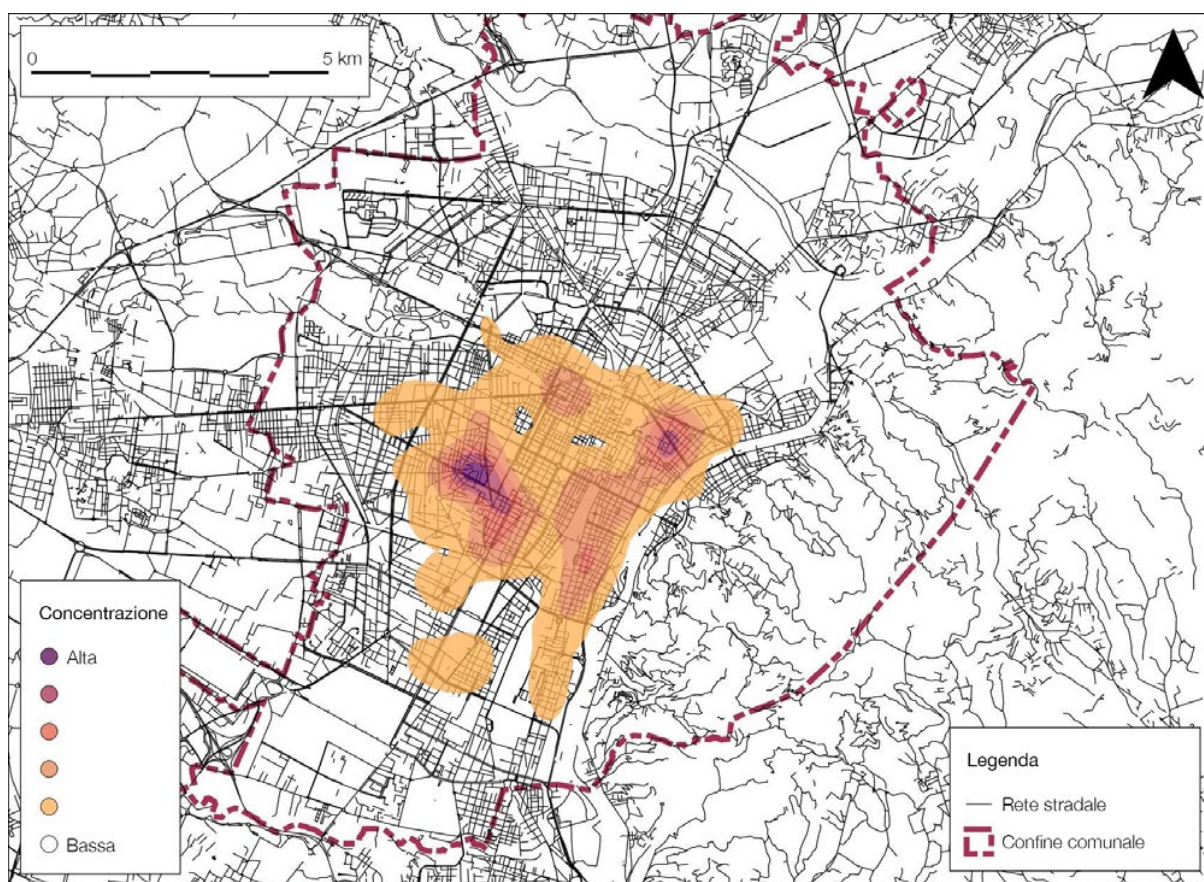 0 5 km
Concentrazione
Alta
Bassa
Legenda
Rete stradale
Confine comunale